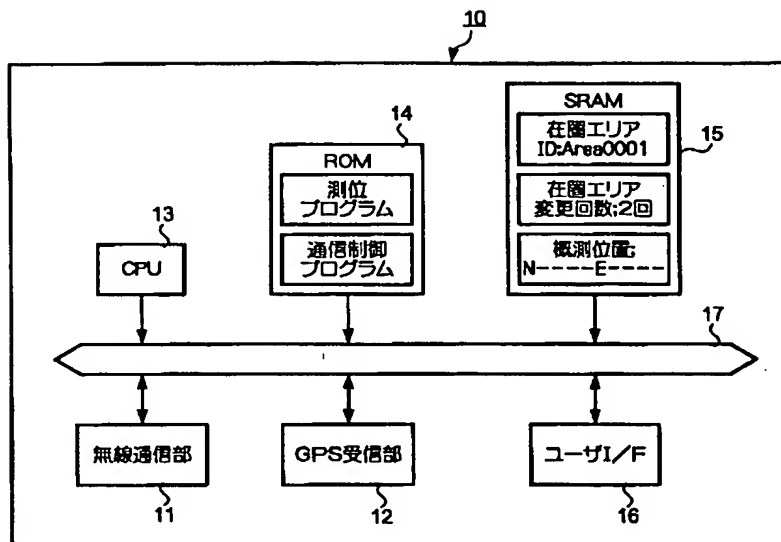 10
SRAM
14
在圏エリア
ID:Area0001
15
ROM
測位
プログラム
在圏エリア
変更回数;2回
13
CPU
通信制御
プログラム
概測位置;
N-----E-----
17
無線通信部
GPS受信部
ユーザI/F
11
12
16